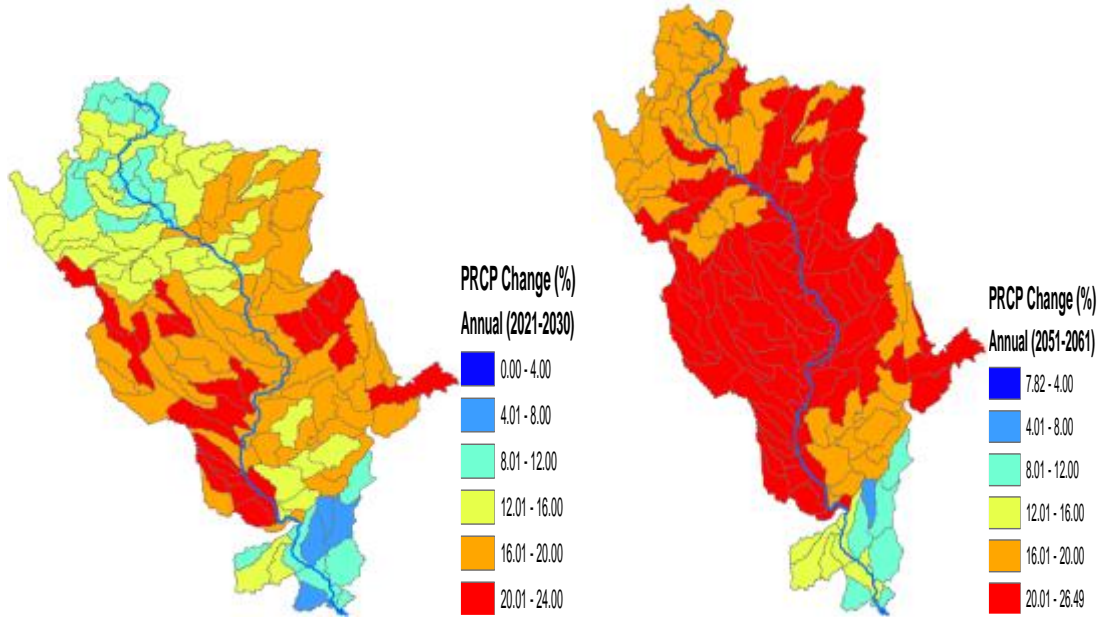 PRCP Change (%)
Annual (2021-2030)
0.00 - 4.00
4.01 - 8.00
8.01 - 12.00
12.01 - 16.00
16.01 - 20.00
20.01 - 24.00
PRCP Change (%)
Annual (2051-2061)
7.82 - 4.00
4.01 - 8.00
8.01 - 12.00
12.01 - 16.00
16.01 - 20.00
20.01 - 26.49